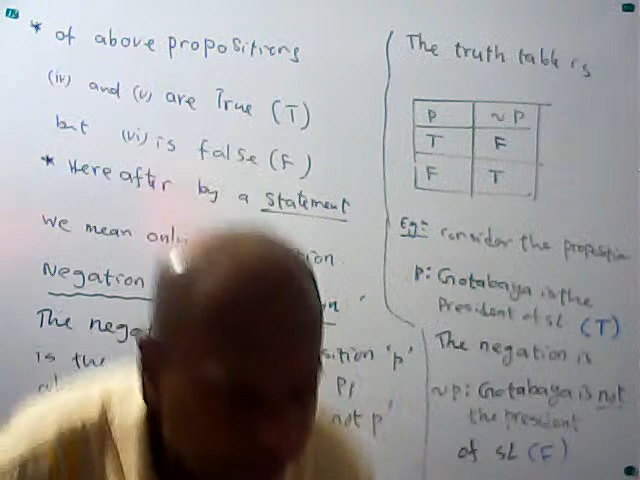 * of above propositions
(iv) and (v) are True (T)
but (vi) is false (F)
* Here after by a statement
we mean only
Negation
The nega
is the sition 'p'
not p'
The truth table is
P ~P
T F
F T
Eg:- consider the proposition
p: Gotabaya is the
President of SL (T)
The negation is
~p: Gotabaya is not
the president
of SL (F)